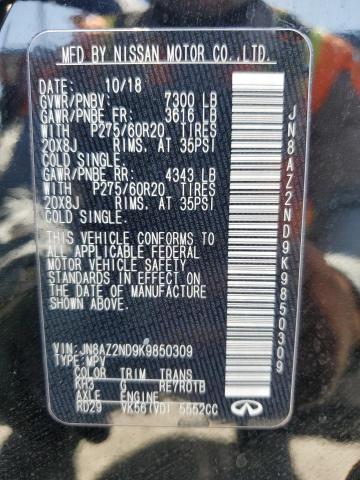 MFD BY NISSAN MOTOR CO.,LTD.
DATE: 10/18
GVWR/PNBV: 7300 LB
GAWR/PNBE FR: 3616 LB
WITH P275/60R20 TIRES
20X8J RIMS. AT 35PSI
COLD SINGLE.
GAWR/PNBE RR: 4343 LB
WITH P275/60R20 TIRES
20X8J RIMS. AT 35PSI
COLD SINGLE.
THIS VEHICLE CONFORMS TO
ALL APPLICABLE FEDERAL
MOTOR VEHICLE SAFETY
STANDARDS IN EFFECT ON
THE DATE OF MANUFACTURE
SHOWN ABOVE.
VIN: JN8AZ2ND9K9850309
TYPE: MPV
COLOR TRIM TRANS
KH3 G RE7R01B
AXLE ENGINE
RD29 VK56(VD) 5552CC
JN8AZ2ND9K9850309